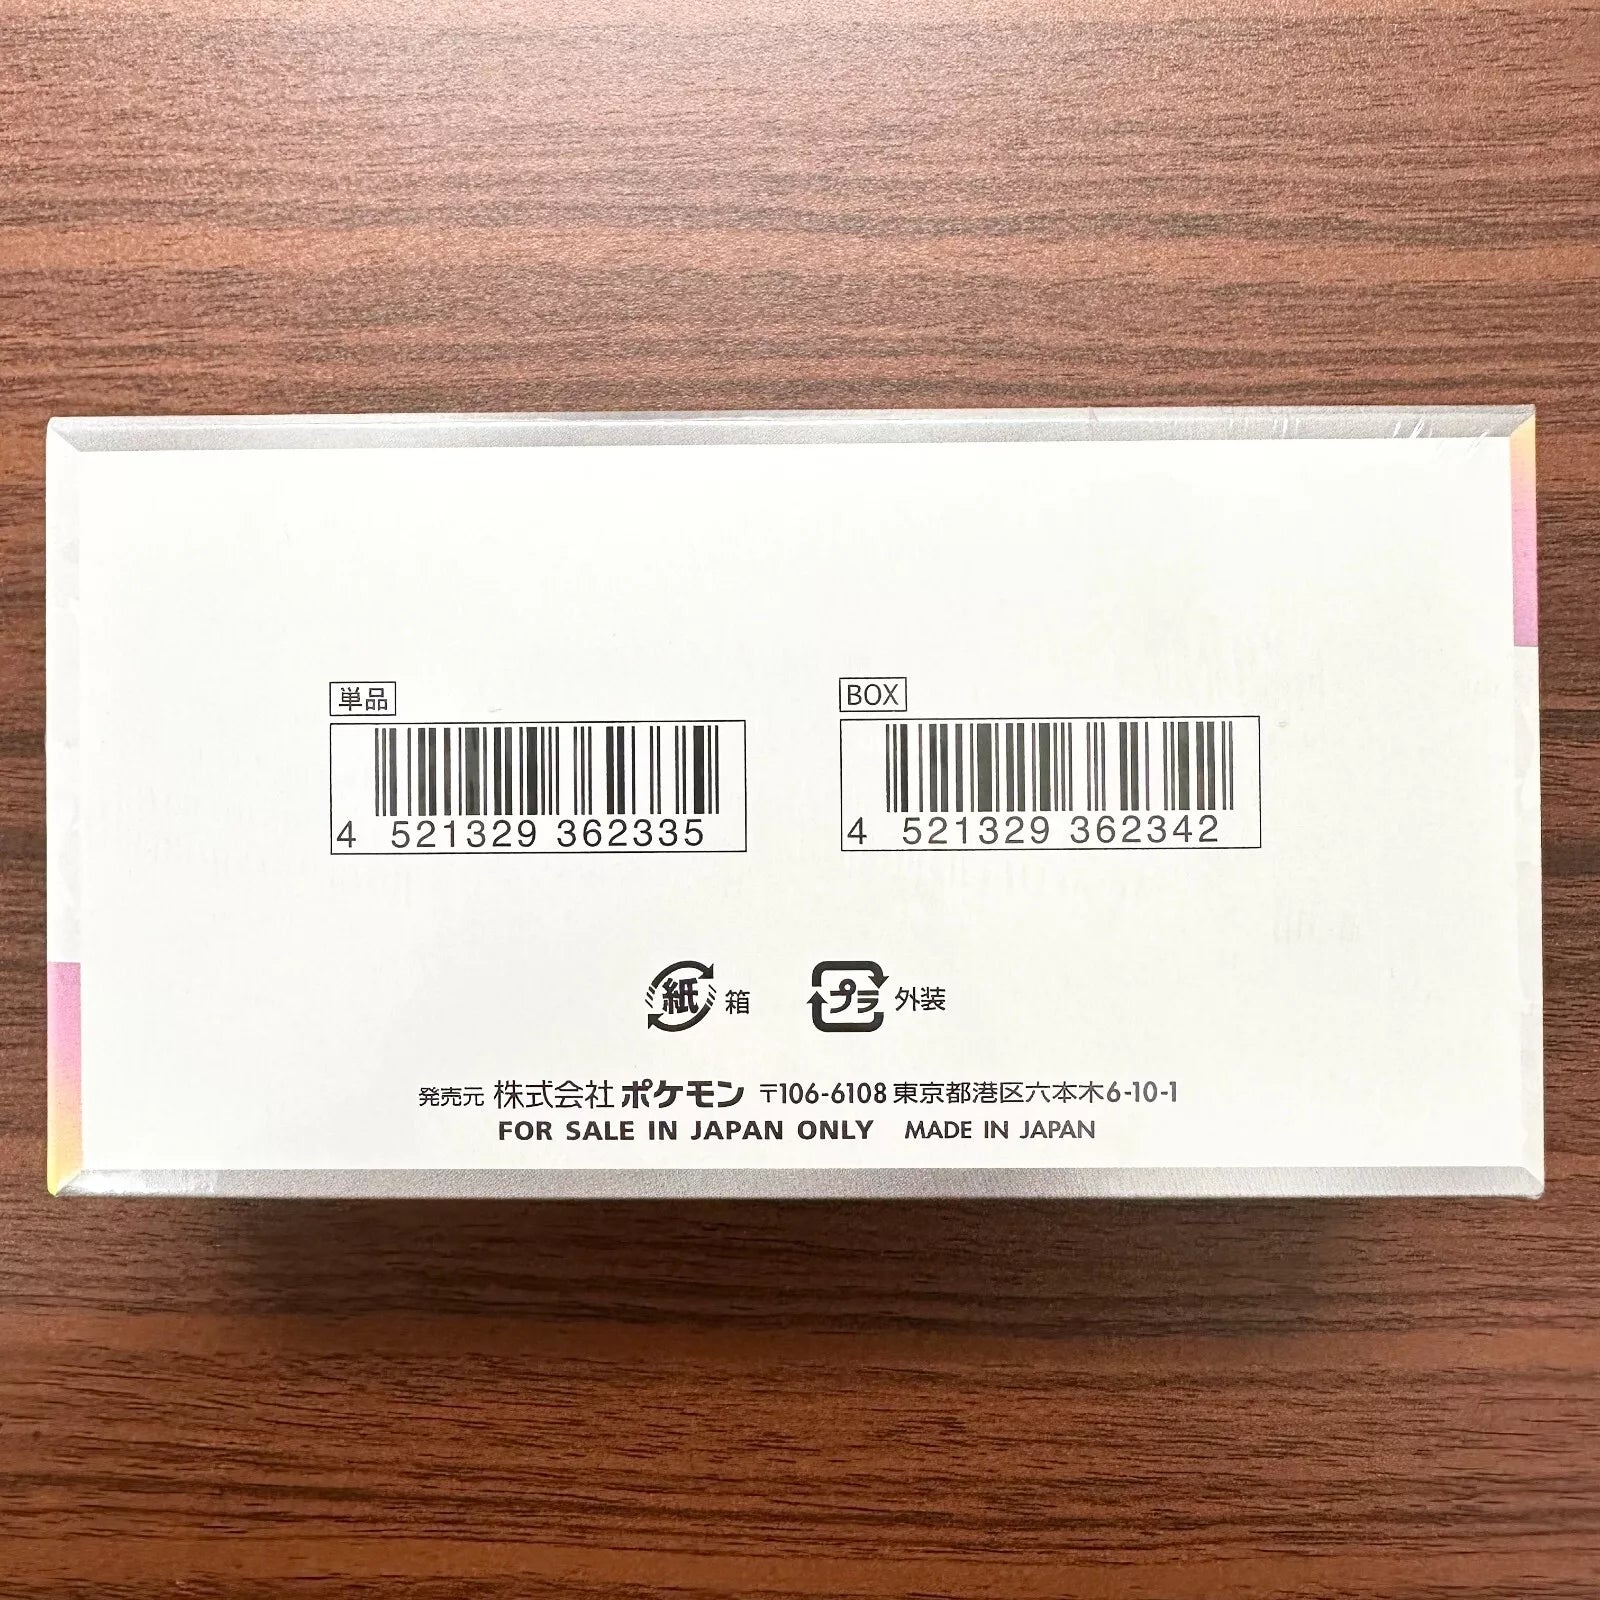 単品
4 521329 362335
BOX
4 521329 362342
紙 箱
プラ 外装
発売元 株式会社 ポケモン 〒106-6108 東京都港区六本木6-10-1
FOR SALE IN JAPAN ONLY MADE IN JAPAN